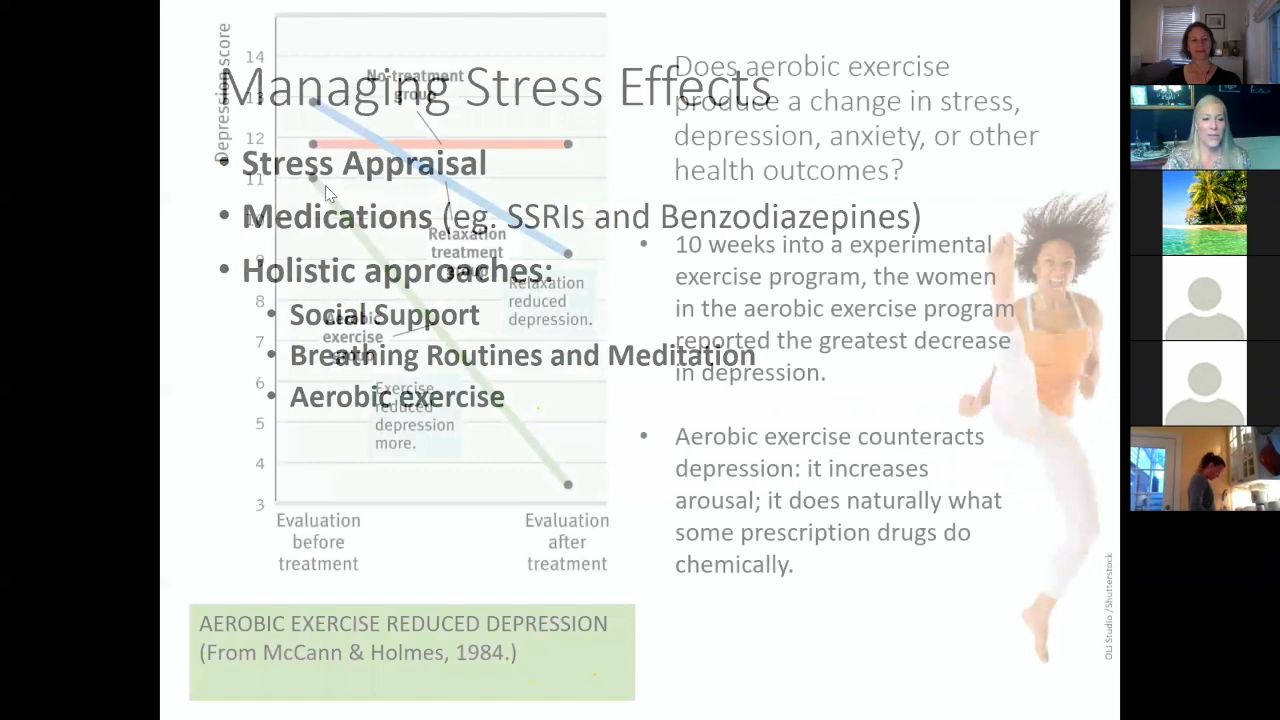 Managing Stress Effects
• Stress Appraisal
• Medications (eg. SSRIs and Benzodiazepines)
• Holistic approaches:
• Social Support
• Breathing Routines and Meditation
• Aerobic exercise
Depression score
14
13
12
11
9
8
7
6
5
4
3
No-treatment
group
Relaxation
treatment
Relaxation
reduced
depression.
Aerobic
exercise
Exercise
reduced
depression
more.
Evaluation
before
treatment
Evaluation
after
treatment
AEROBIC EXERCISE REDUCED DEPRESSION
(From McCann & Holmes, 1984.)
Does aerobic exercise
produce a change in stress,
depression, anxiety, or other
health outcomes?
• 10 weeks into a experimental
exercise program, the women
in the aerobic exercise program
reported the greatest decrease
in depression.
• Aerobic exercise counteracts
depression: it increases
arousal; it does naturally what
some prescription drugs do
chemically.
OLJ Studio/Shutterstock